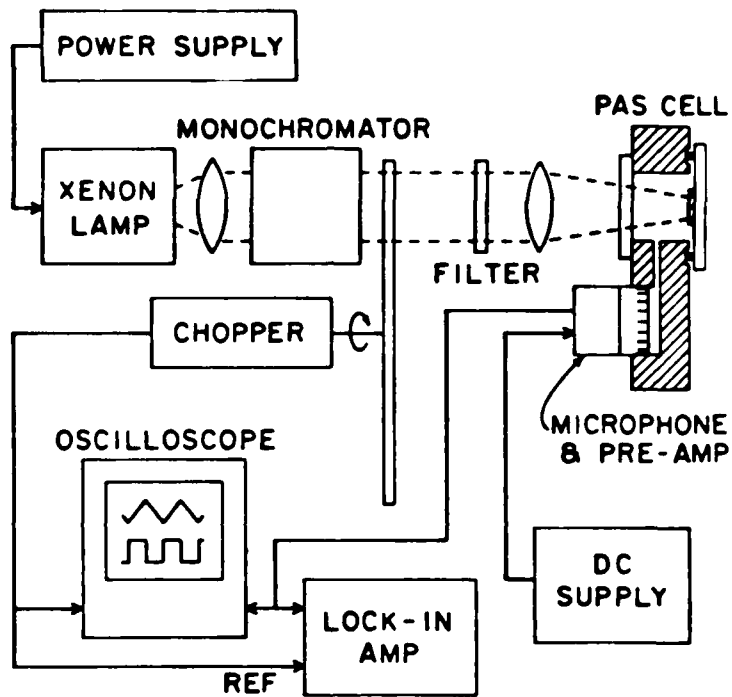 POWER SUPPLY
PAS CELL
MONOCHROMATOR
XENON
LAMP
FILTER
CHOPPER
MICROPHONE
& PRE-AMP
OSCILLOSCOPE
DC
SUPPLY
LOCK-IN
AMP
REF